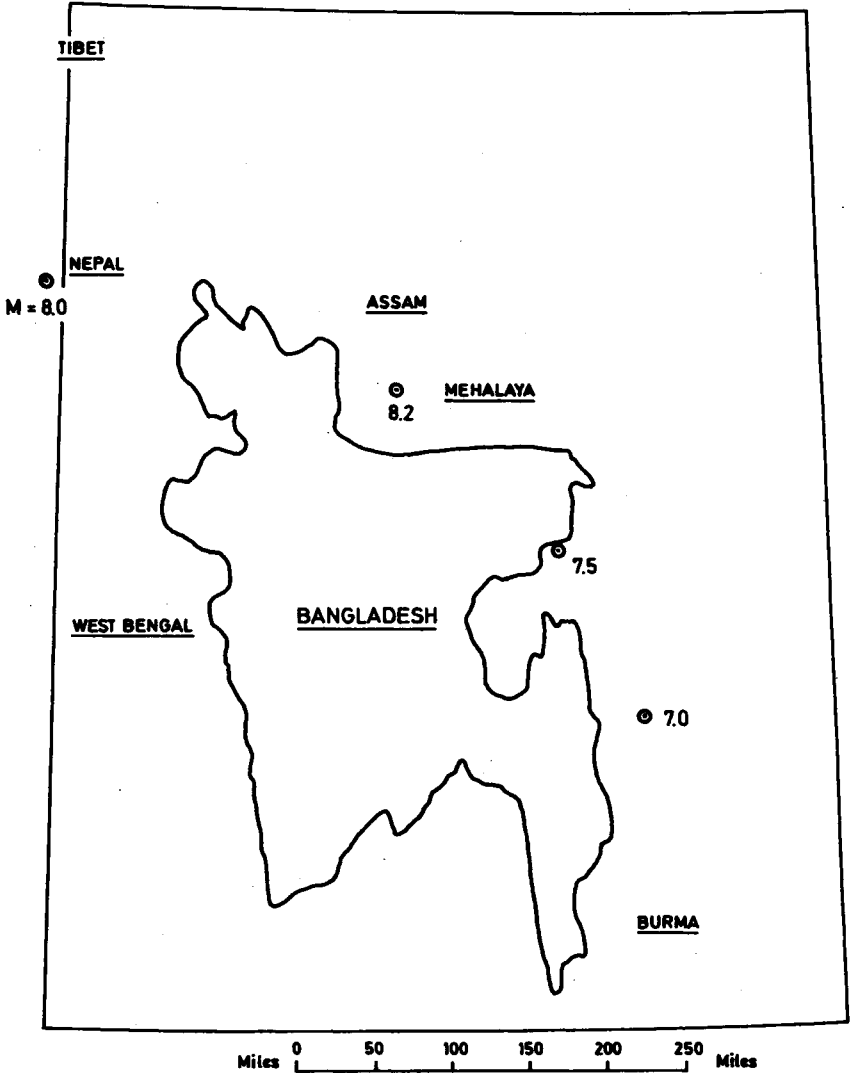 TIBET
NEPAL
M = 8.0
ASSAM
MEHALAYA
8.2
7.5
BANGLADESH
WEST BENGAL
7.0
BURMA
Miles 0 50 100 150 200 250 Miles